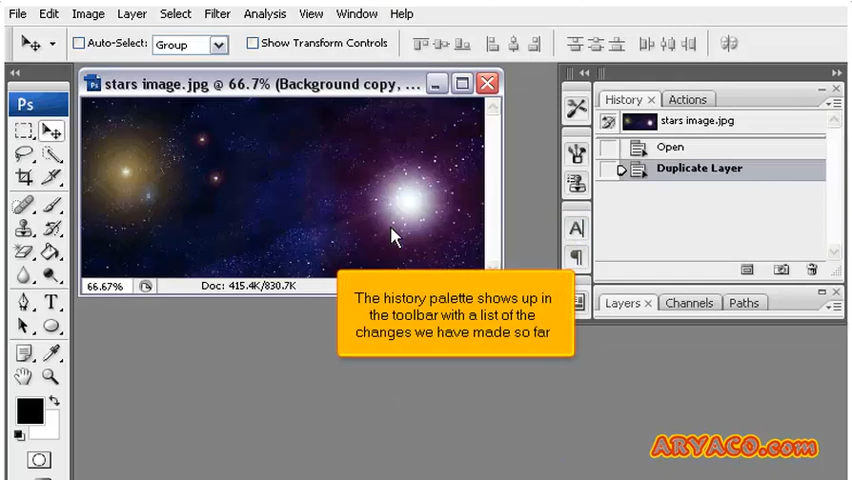 File Edit Image Layer Select Filter Analysis View Window Help
Auto-Select: Group Show Transform Controls
stars image.jpg @ 66.7% (Background copy, ...
Ps
Ps
T
66.67% Doc: 415.4K/830.7K
The history palette shows up in
the toolbar with a list of the
changes we have made so far
A
¶
History × Actions
stars image.jpg
Open
Duplicate Layer
Layers × Channels Paths
ARYACO.com